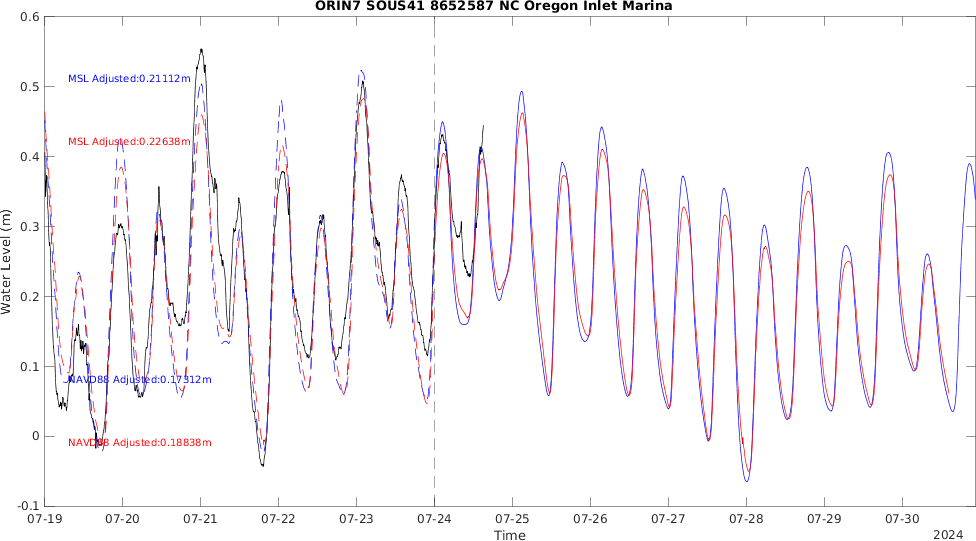 ORIN7 SOUS41 8652587 NC Oregon Inlet Marina
0.6
0.5
0.4
0.3
0.2
0.1
0
-0.1
Water Level (m)
MSL Adjusted:0.21112m
MSL Adjusted:0.22638m
NAVD88 Adjusted:0.17312m
NAVD88 Adjusted:0.18838m
07-19 07-20 07-21 07-22 07-23 07-24 07-25 07-26 07-27 07-28 07-29 07-30
Time
2024